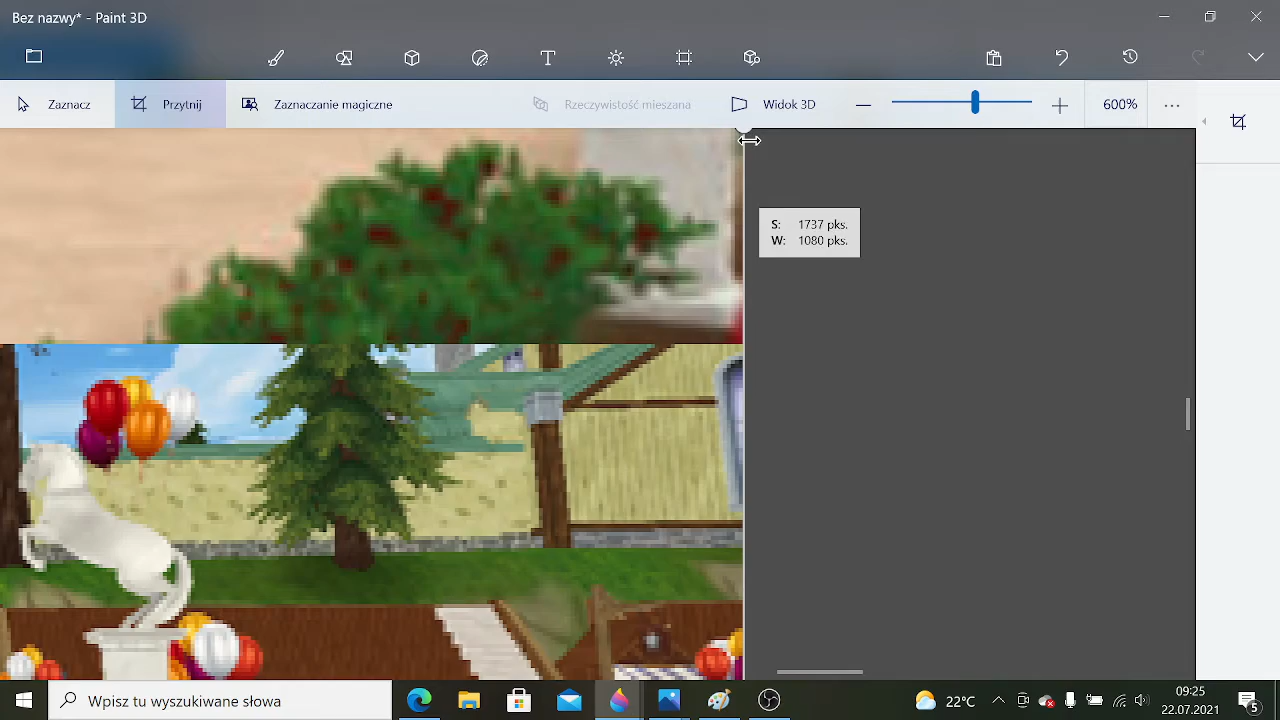 Bez nazwy* - Paint 3D
Zaznacz Przytnij Zaznaczanie magiczne Rzeczywistość mieszana Widok 3D 600%
S: 1737 pks.
W: 1080 pks.
Wpisz tu wyszukiwane słowa
22°C
09:25
22.07.2021
3